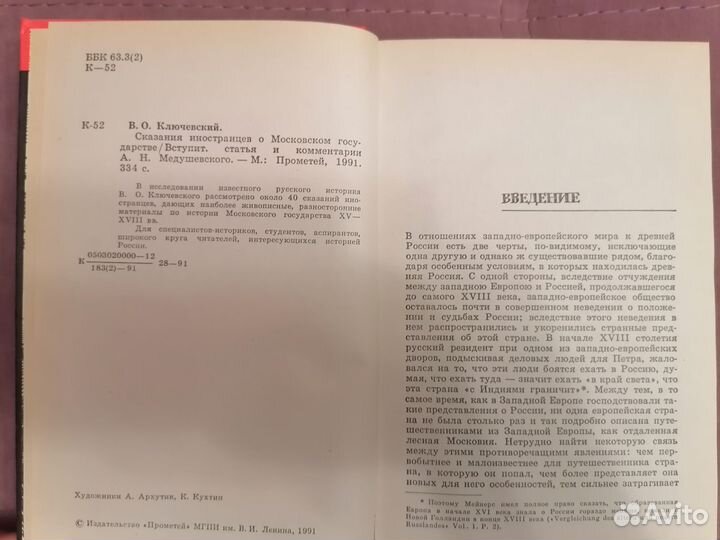 ББК 63.3(2)
К—52
К-52 В. О. Ключевский.
Сказания иностранцев о Московском госу-
дарстве/Вступит. статья и комментарии
А. Н. Медушевского. — М.: Прометей, 1991.
334 с.
В исследовании известного русского историка
В. О. Ключевского рассмотрено около 40 сказаний ино-
странцев, дающих наиболее живописные, разносторонние
материалы по истории Московского государства XV—
XVIII вв.
Для специалистов-историков, студентов, аспирантов,
широкого круга читателей, интересующихся историей
России.
К 0503020000—12
183(2)—91
28—91
Художники А. Архутик, К. Кухтин
© Издательство «Прометей» МГПИ им. В. И. Ленина, 1991
ВВЕДЕНИЕ
В отношениях западно-европейского мира к древней
России есть две черты, по-видимому, исключающие
одна другую и однако ж существовавшие рядом, благо-
даря особенным условиям, в которых находилась древ-
няя Россия. С одной стороны, вследствие отчуждения
между западною Европою и Россией, продолжавшегося
до самого XVIII века, западно-европейское общество
оставалось почти в совершенном неведении о положе-
нии и судьбах России; вследствие этого неведения в
нем распространились и укоренились странные пред-
ставления об этой стране. В начале XVIII столетия
русский резидент при одном из западно-европейских
дворов, подыскивая деловых людей для Петра, жало-
вался на то, что эти люди боятся ехать в Россию, ду-
мая, что ехать туда — значит ехать «в край света», что
эта страна «с Индиями граничит»*. Между тем, в то
самое время, как в Западной Европе господствовали
такие представления о России, ни одна европейская стра-
на не была столько раз и так подробно описана путе-
шественниками из Западной Европы, как отдаленная
лесная Московия. Нетрудно найти некоторую связь
между этими противоречащими явлениями: чем пер-
вобытнее и малоизвестнее для путешественника стра-
на, чем более представляет она
новых для него особенностей, тем сильнее затрагивает
* Поэтому Мейнерс имел полное право сказать, что образованная
Европа в начале XVI века знала о России гораздо
Новой Голландии в конце XVIII века («Vergleichung des
Russlandes» Vol. 1, P. 2).
Avito